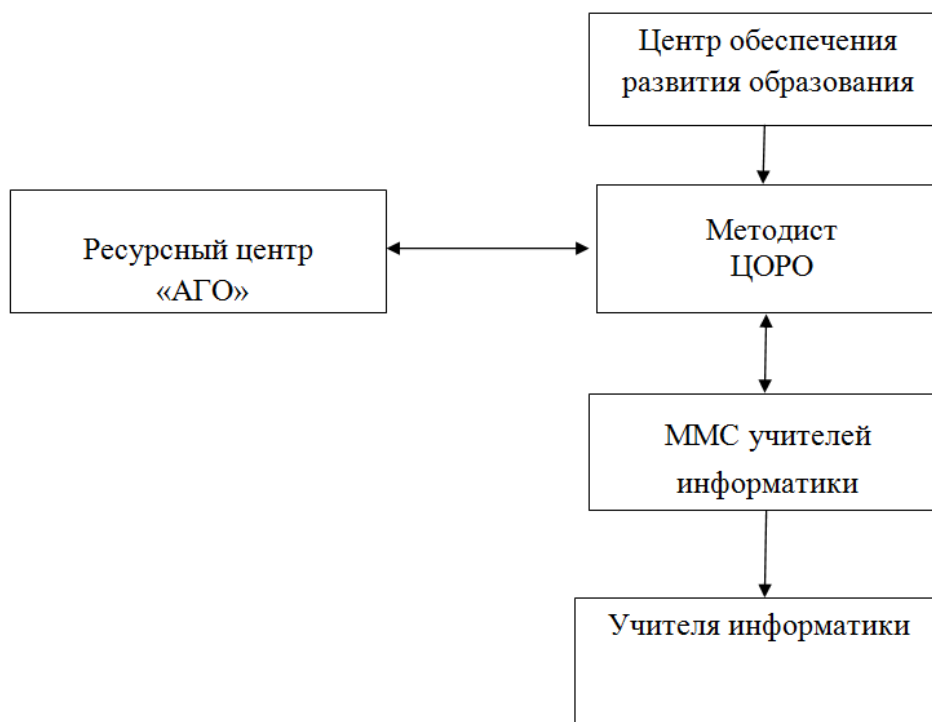 Центр обеспечения
развития образования
Ресурсный центр
«АГО»
Методист
ЦОРО
ММС учителей
информатики
Учителя информатики